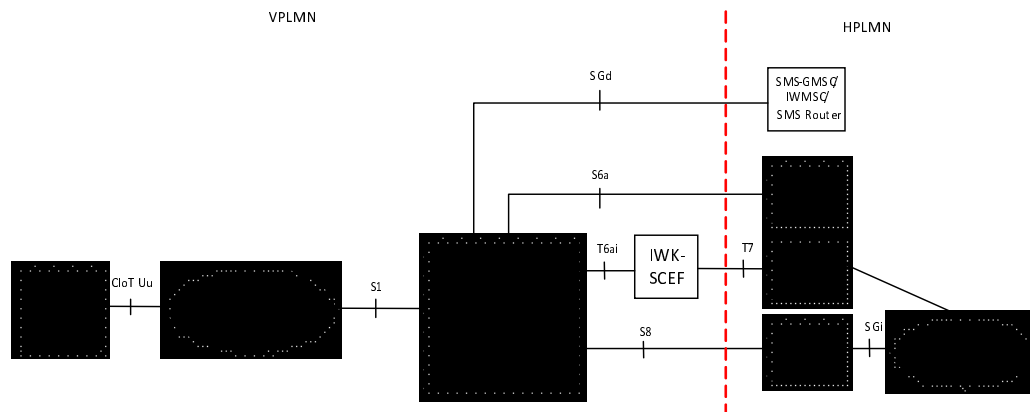 VPLMN
HPLMN
SGd
SMS-GMSC/
IWMSC/
SMS Router
S6a
T6ai
IWK-
SCEF
T7
CIoT Uu
S1
S8
SGi